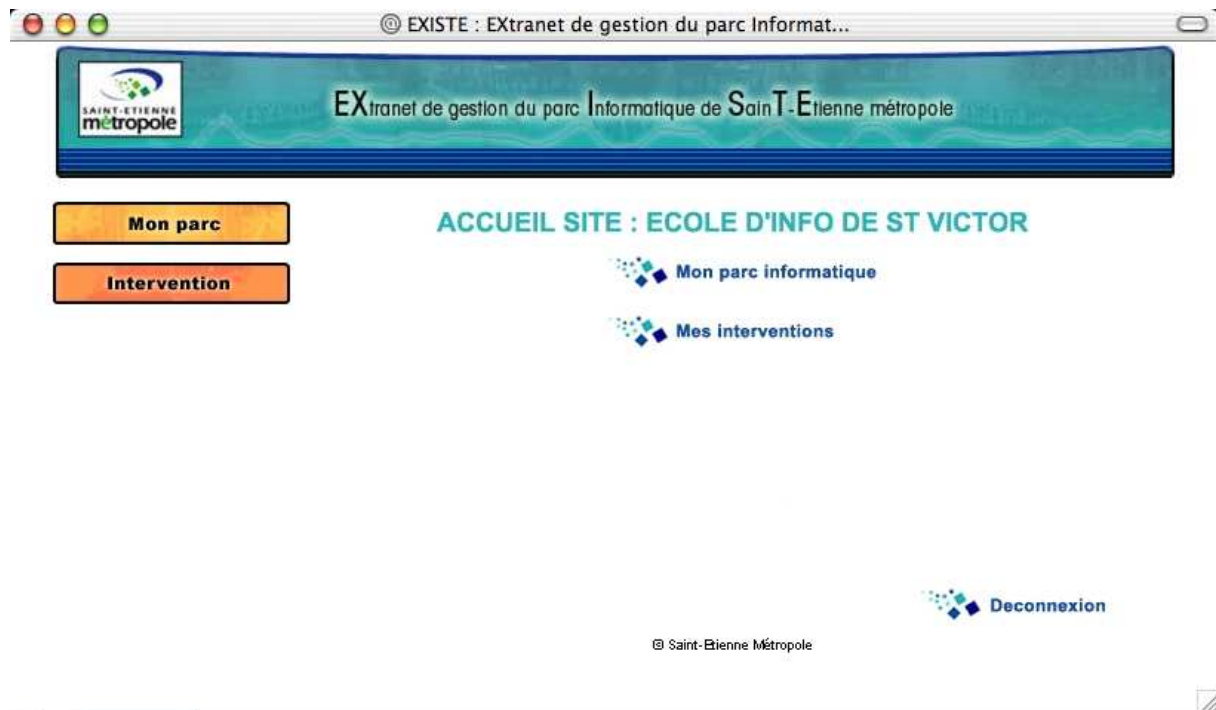 @ EXISTE : EXtranet de gestion du parc Informat...
SAINT-ETIENNE
métropole
EXtranet de gestion du parc Informatique de SainT-Etienne métropole
Mon parc
ACCUEIL SITE : ECOLE D'INFO DE ST VICTOR
Intervention
Mon parc informatique
Mes interventions
Deconnexion
© Saint-Etienne Métropole